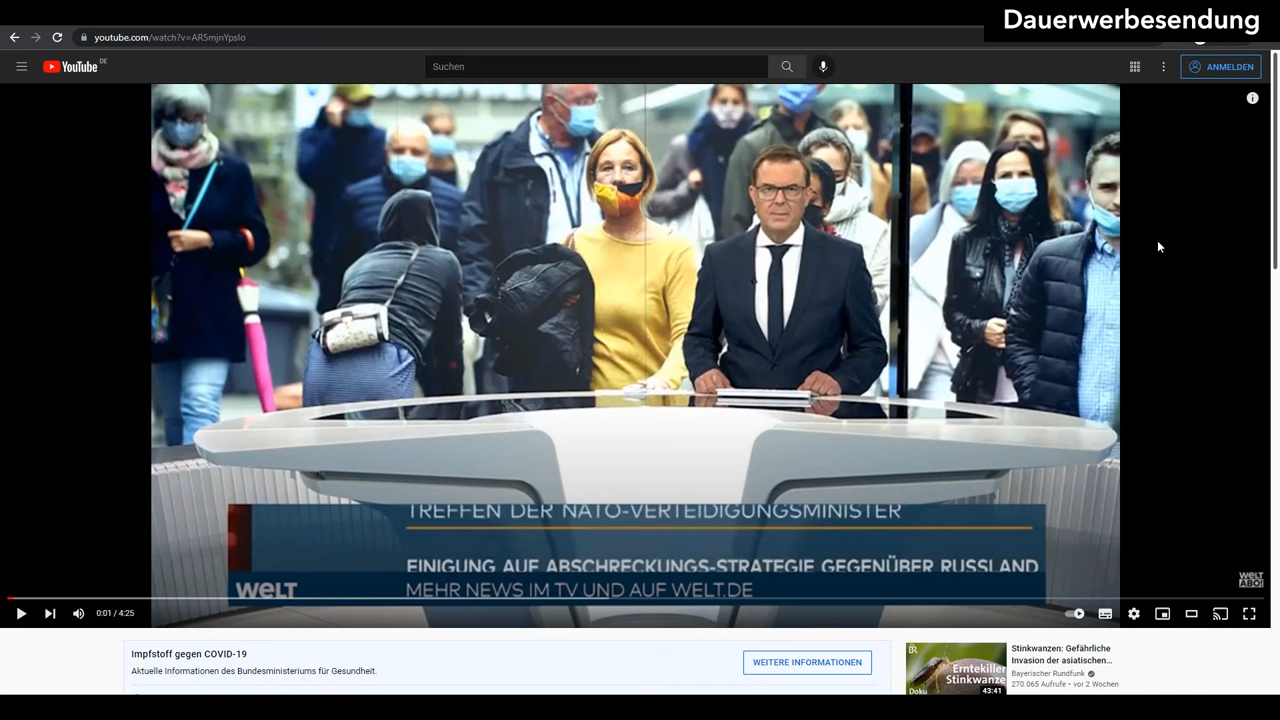 Dauerwerbesendung
youtube.com/watch?v=AR5mjnYpslo
YouTube DE
Suchen
ANMELDEN
TREFFEN DER NATO-VERTEIDIGUNGSMINISTER
EINIGUNG AUF ABSCHRECKUNGS-STRATEGIE GEGENÜBER RUSSLAND
welt
MEHR NEWS IM TV UND AUF WELT.DE
WELT
ABO!
0:01 / 4:25
Impfstoff gegen COVID-19
Aktuelle Informationen des Bundesministeriums für Gesundheit.
WEITERE INFORMATIONEN
BR
Erntekiller
Stinkwanze
Doku
43:41
Stinkwanzen: Gefährliche
Invasion der asiatischen...
Bayerischer Rundfunk
270.065 Aufrufe • vor 2 Wochen